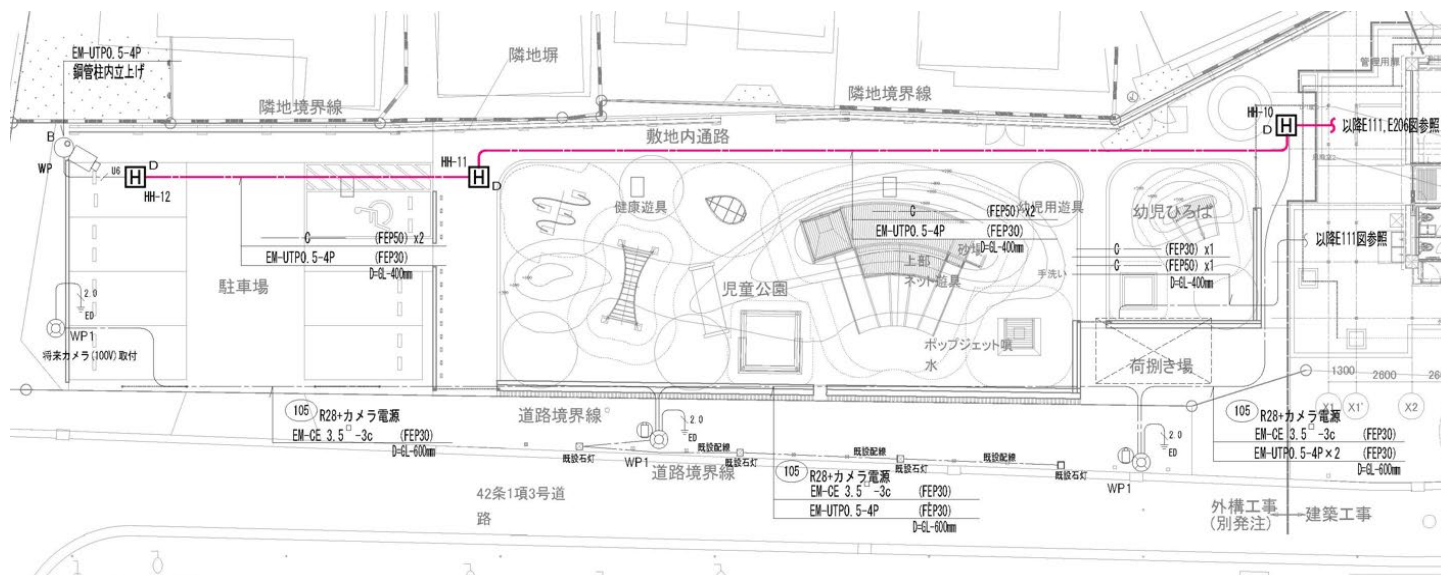 EM-UTP0.5-4P
鋼管柱内立上げ
隣地塀
隣地境界線
隣地境界線
管理用扉
敷地内通路
HH-10
D
H
以降E111,E206図参照
B
WP
U6
D
H
HH-12
HH-11
H
D
健康遊具
幼児用遊具
幼児ひろば
C (FEP50) x2
EM-UTP0.5-4P (FEP30)
D=GL-400mm
C (FEP50) x2
EM-UTP0.5-4P (FEP30)
D=GL-400mm
C (FEP30) x1
C (FEP50) x1
D=GL-400mm
以降E111図参照
砂場
上部
ネット遊具
手洗い
駐車場
児童公園
2.0
ED
WP1
将来カメラ(100V)取付
ポップジェット噴
水
荷捌き場
1300
2600
X1
X1'
X2
105
R28+カメラ電源
EM-CE 3.5□-3c (FEP30)
D=GL-600mm
道路境界線
2.0
ED
WP1
既設石灯
既設配線
既設石灯
既設配線
既設石灯
既設配線
既設石灯
道路境界線
2.0
ED
WP1
105
R28+カメラ電源
EM-CE 3.5□-3c (FEP30)
EM-UTP0.5-4P×2 (FEP30)
D=GL-600mm
105
R28+カメラ電源
EM-CE 3.5□-3c (FEP30)
EM-UTP0.5-4P (FEP30)
D=GL-600mm
42条1項3号道
路
外構工事
(別発注)
建築工事